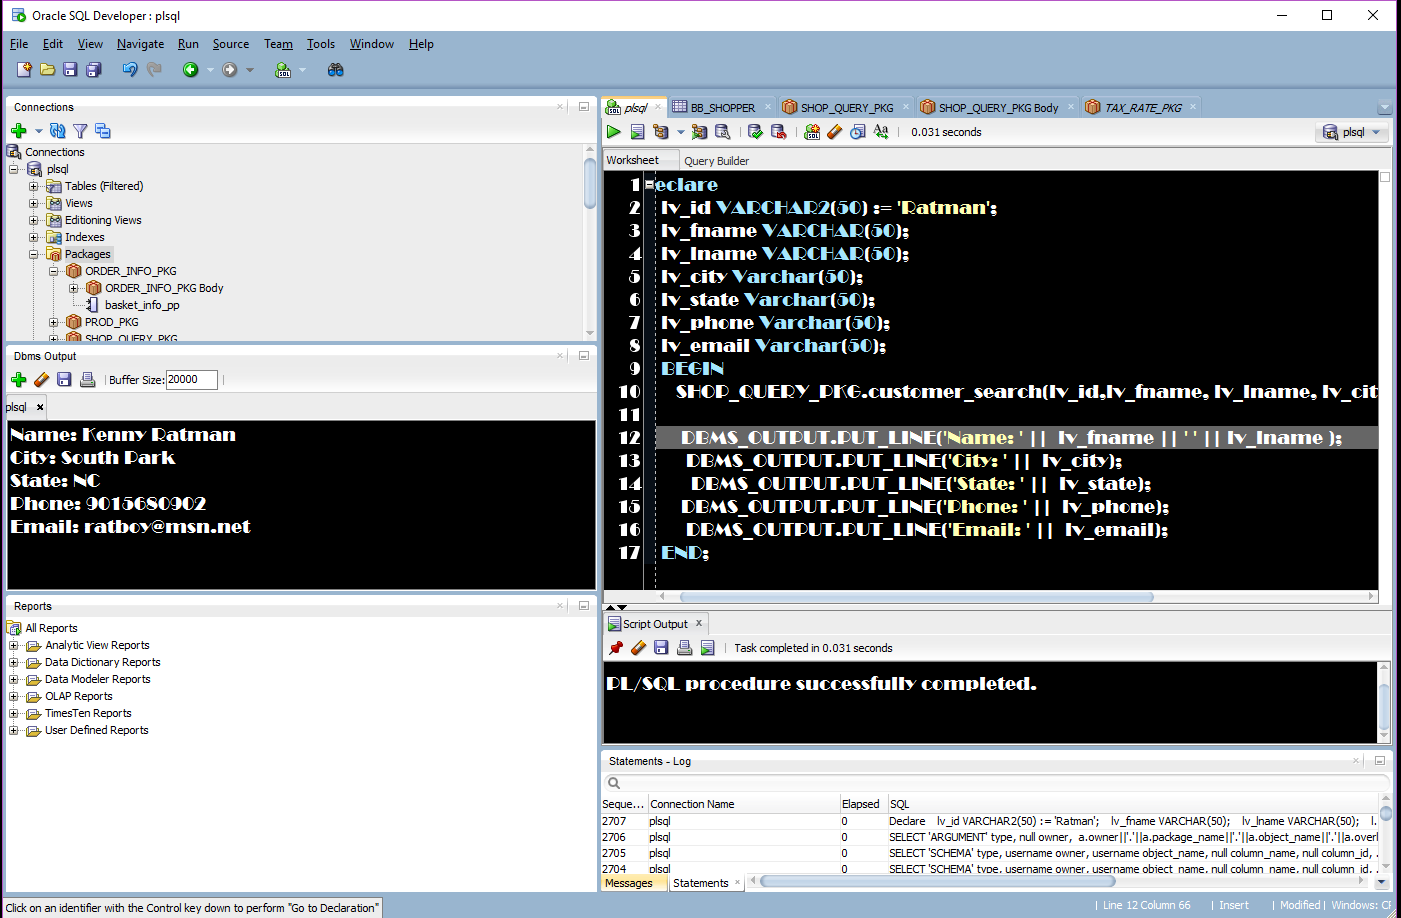 Oracle SQL Developer : plsql
File Edit View Navigate Run Source Team Tools Window Help
Connections
Connections
plsql
Tables (Filtered)
Views
Editioning Views
Indexes
Packages
ORDER_INFO_PKG
ORDER_INFO_PKG Body
basket_info_pp
PROD_PKG
SHOP_QUERY_PKG
Dbms Output
Buffer Size: 20000
plsql
Name: Kenny Ratman
City: South Park
State: NC
Phone: 9015680902
Email: ratboy@msn.net
Reports
All Reports
Analytic View Reports
Data Dictionary Reports
Data Modeler Reports
OLAP Reports
TimesTen Reports
User Defined Reports
plsql BB_SHOPPER SHOP_QUERY_PKG SHOP_QUERY_PKG Body TAX_RATE_PKG
SQL Aa 0.031 seconds plsql
Worksheet Query Builder
1 eclare
2 lv_id VARCHAR2(50) := 'Ratman';
3 lv_fname VARCHAR(50);
4 lv_lname VARCHAR(50);
5 lv_city Varchar(50);
6 lv_state Varchar(50);
7 lv_phone Varchar(50);
8 lv_email Varchar(50);
9 BEGIN
10 SHOP_QUERY_PKG.customer_search(lv_id,lv_fname, lv_lname, lv_cit
11
12 DBMS_OUTPUT.PUT_LINE('Name: ' || lv_fname || ' ' || lv_lname );
13 DBMS_OUTPUT.PUT_LINE('City: ' || lv_city);
14 DBMS_OUTPUT.PUT_LINE('State: ' || lv_state);
15 DBMS_OUTPUT.PUT_LINE('Phone: ' || lv_phone);
16 DBMS_OUTPUT.PUT_LINE('Email: ' || lv_email);
17 END;
Script Output
Task completed in 0.031 seconds
PL/SQL procedure successfully completed.
Statements - Log
Seque... Connection Name Elapsed SQL
2707 plsql 0 Declare lv_id VARCHAR2(50) := 'Ratman'; lv_fname VARCHAR(50); lv_lname VARCHAR(50); l.
2706 plsql 0 SELECT 'ARGUMENT' type, null owner, a.owner||'.'||a.package_name||'.'||a.object_name||'.'||a.overl
2705 plsql 0 SELECT 'SCHEMA' type, username owner, username object_name, null column_name, null column_id, .
2704 plsql 0 SELECT 'SCHEMA' type, username owner, username object_name, null column_name, null column_id, .
Messages Statements
Click on an identifier with the Control key down to perform "Go to Declaration"
Line 12 Column 66 | Insert | Modified | Windows: CR